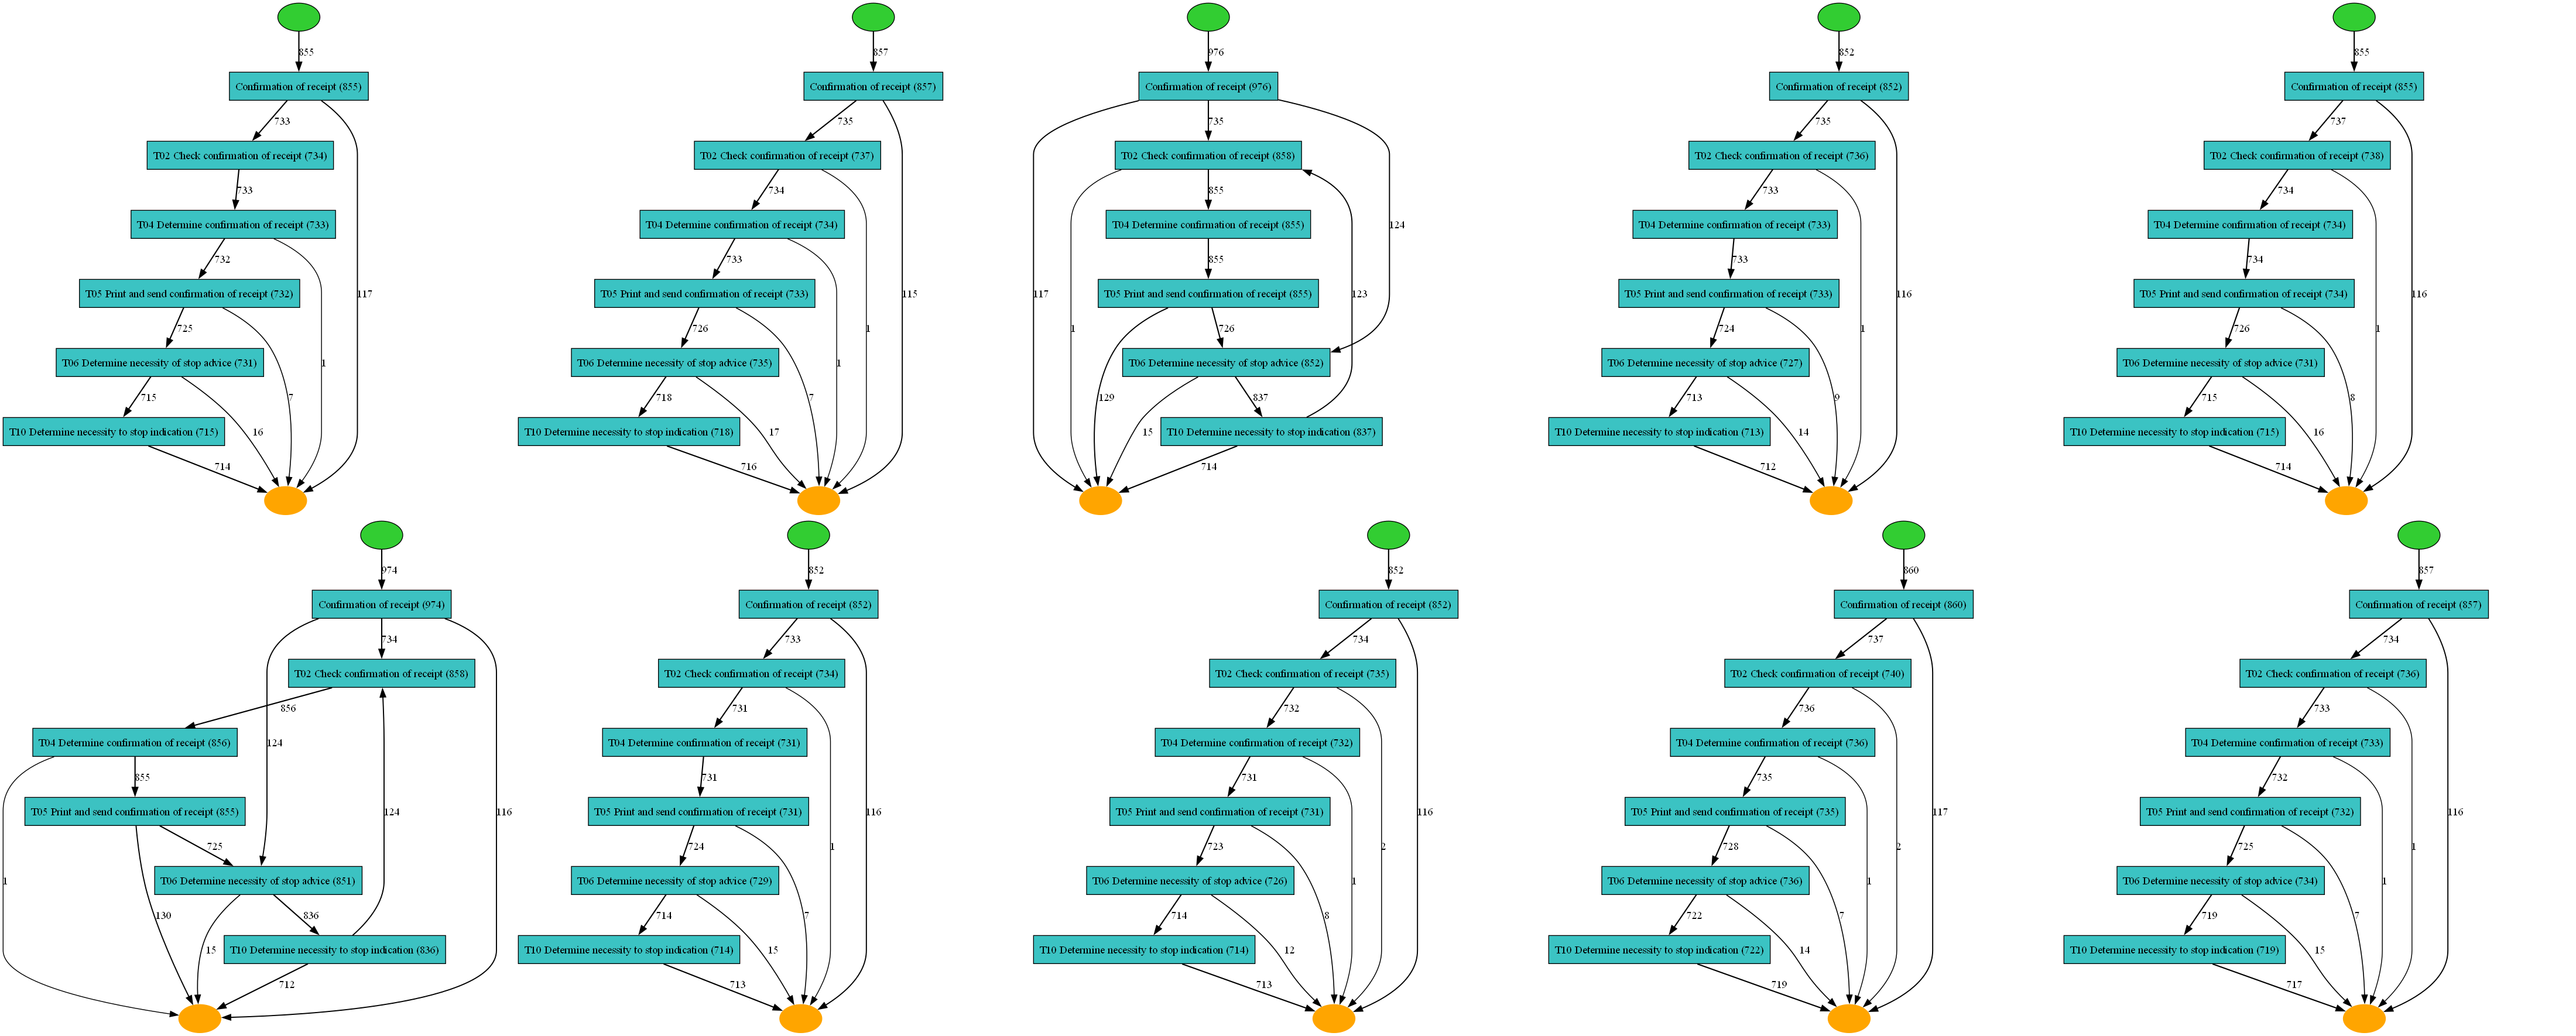 855
Confirmation of receipt (855)
733
T02 Check confirmation of receipt (734)
733
T04 Determine confirmation of receipt (733)
732
T05 Print and send confirmation of receipt (732)
1
117
725
T06 Determine necessity of stop advice (731)
7
715
16
T10 Determine necessity to stop indication (715)
714
857
Confirmation of receipt (857)
735
T02 Check confirmation of receipt (737)
734
T04 Determine confirmation of receipt (734)
733
T05 Print and send confirmation of receipt (733)
115
726
1
T06 Determine necessity of stop advice (735)
1
7
718
17
T10 Determine necessity to stop indication (718)
716
976
Confirmation of receipt (976)
735
T02 Check confirmation of receipt (858)
855
T04 Determine confirmation of receipt (855)
124
855
T05 Print and send confirmation of receipt (855)
117
123
1
726
T06 Determine necessity of stop advice (852)
129
837
15
T10 Determine necessity to stop indication (837)
714
852
Confirmation of receipt (852)
735
T02 Check confirmation of receipt (736)
733
T04 Determine confirmation of receipt (733)
733
T05 Print and send confirmation of receipt (733)
116
724
1
T06 Determine necessity of stop advice (727)
713
9
14
T10 Determine necessity to stop indication (713)
712
855
Confirmation of receipt (855)
737
T02 Check confirmation of receipt (738)
734
T04 Determine confirmation of receipt (734)
734
T05 Print and send confirmation of receipt (734)
116
726
1
T06 Determine necessity of stop advice (731)
715
8
16
T10 Determine necessity to stop indication (715)
714
974
Confirmation of receipt (974)
734
T02 Check confirmation of receipt (858)
856
T04 Determine confirmation of receipt (856)
124
855
T05 Print and send confirmation of receipt (855)
124
116
725
T06 Determine necessity of stop advice (851)
1
130
836
15
T10 Determine necessity to stop indication (836)
712
852
Confirmation of receipt (852)
733
T02 Check confirmation of receipt (734)
731
T04 Determine confirmation of receipt (731)
731
T05 Print and send confirmation of receipt (731)
116
724
1
T06 Determine necessity of stop advice (729)
714
7
15
T10 Determine necessity to stop indication (714)
713
852
Confirmation of receipt (852)
734
T02 Check confirmation of receipt (735)
732
T04 Determine confirmation of receipt (732)
731
T05 Print and send confirmation of receipt (731)
116
723
2
T06 Determine necessity of stop advice (726)
1
714
8
12
T10 Determine necessity to stop indication (714)
713
860
Confirmation of receipt (860)
737
T02 Check confirmation of receipt (740)
736
T04 Determine confirmation of receipt (736)
735
T05 Print and send confirmation of receipt (735)
117
728
2
T06 Determine necessity of stop advice (736)
1
722
7
14
T10 Determine necessity to stop indication (722)
719
857
Confirmation of receipt (857)
734
T02 Check confirmation of receipt (736)
733
T04 Determine confirmation of receipt (733)
732
T05 Print and send confirmation of receipt (732)
116
725
1
T06 Determine necessity of stop advice (734)
1
719
7
15
T10 Determine necessity to stop indication (719)
717